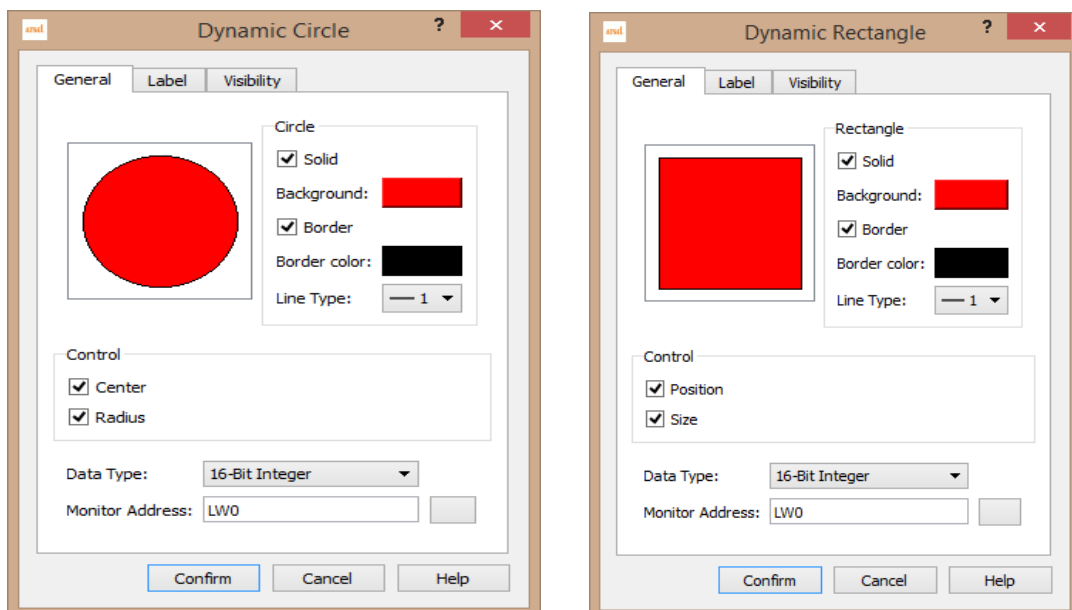 Dynamic Circle ?
General Label Visibility
Circle
Solid
Background:
Border
Border color:
Line Type: 1
Control
Center
Radius
Data Type: 16-Bit Integer
Monitor Address: LW0
Confirm Cancel Help
Dynamic Rectangle ?
General Label Visibility
Rectangle
Solid
Background:
Border
Border color:
Line Type: 1
Control
Position
Size
Data Type: 16-Bit Integer
Monitor Address: LW0
Confirm Cancel Help